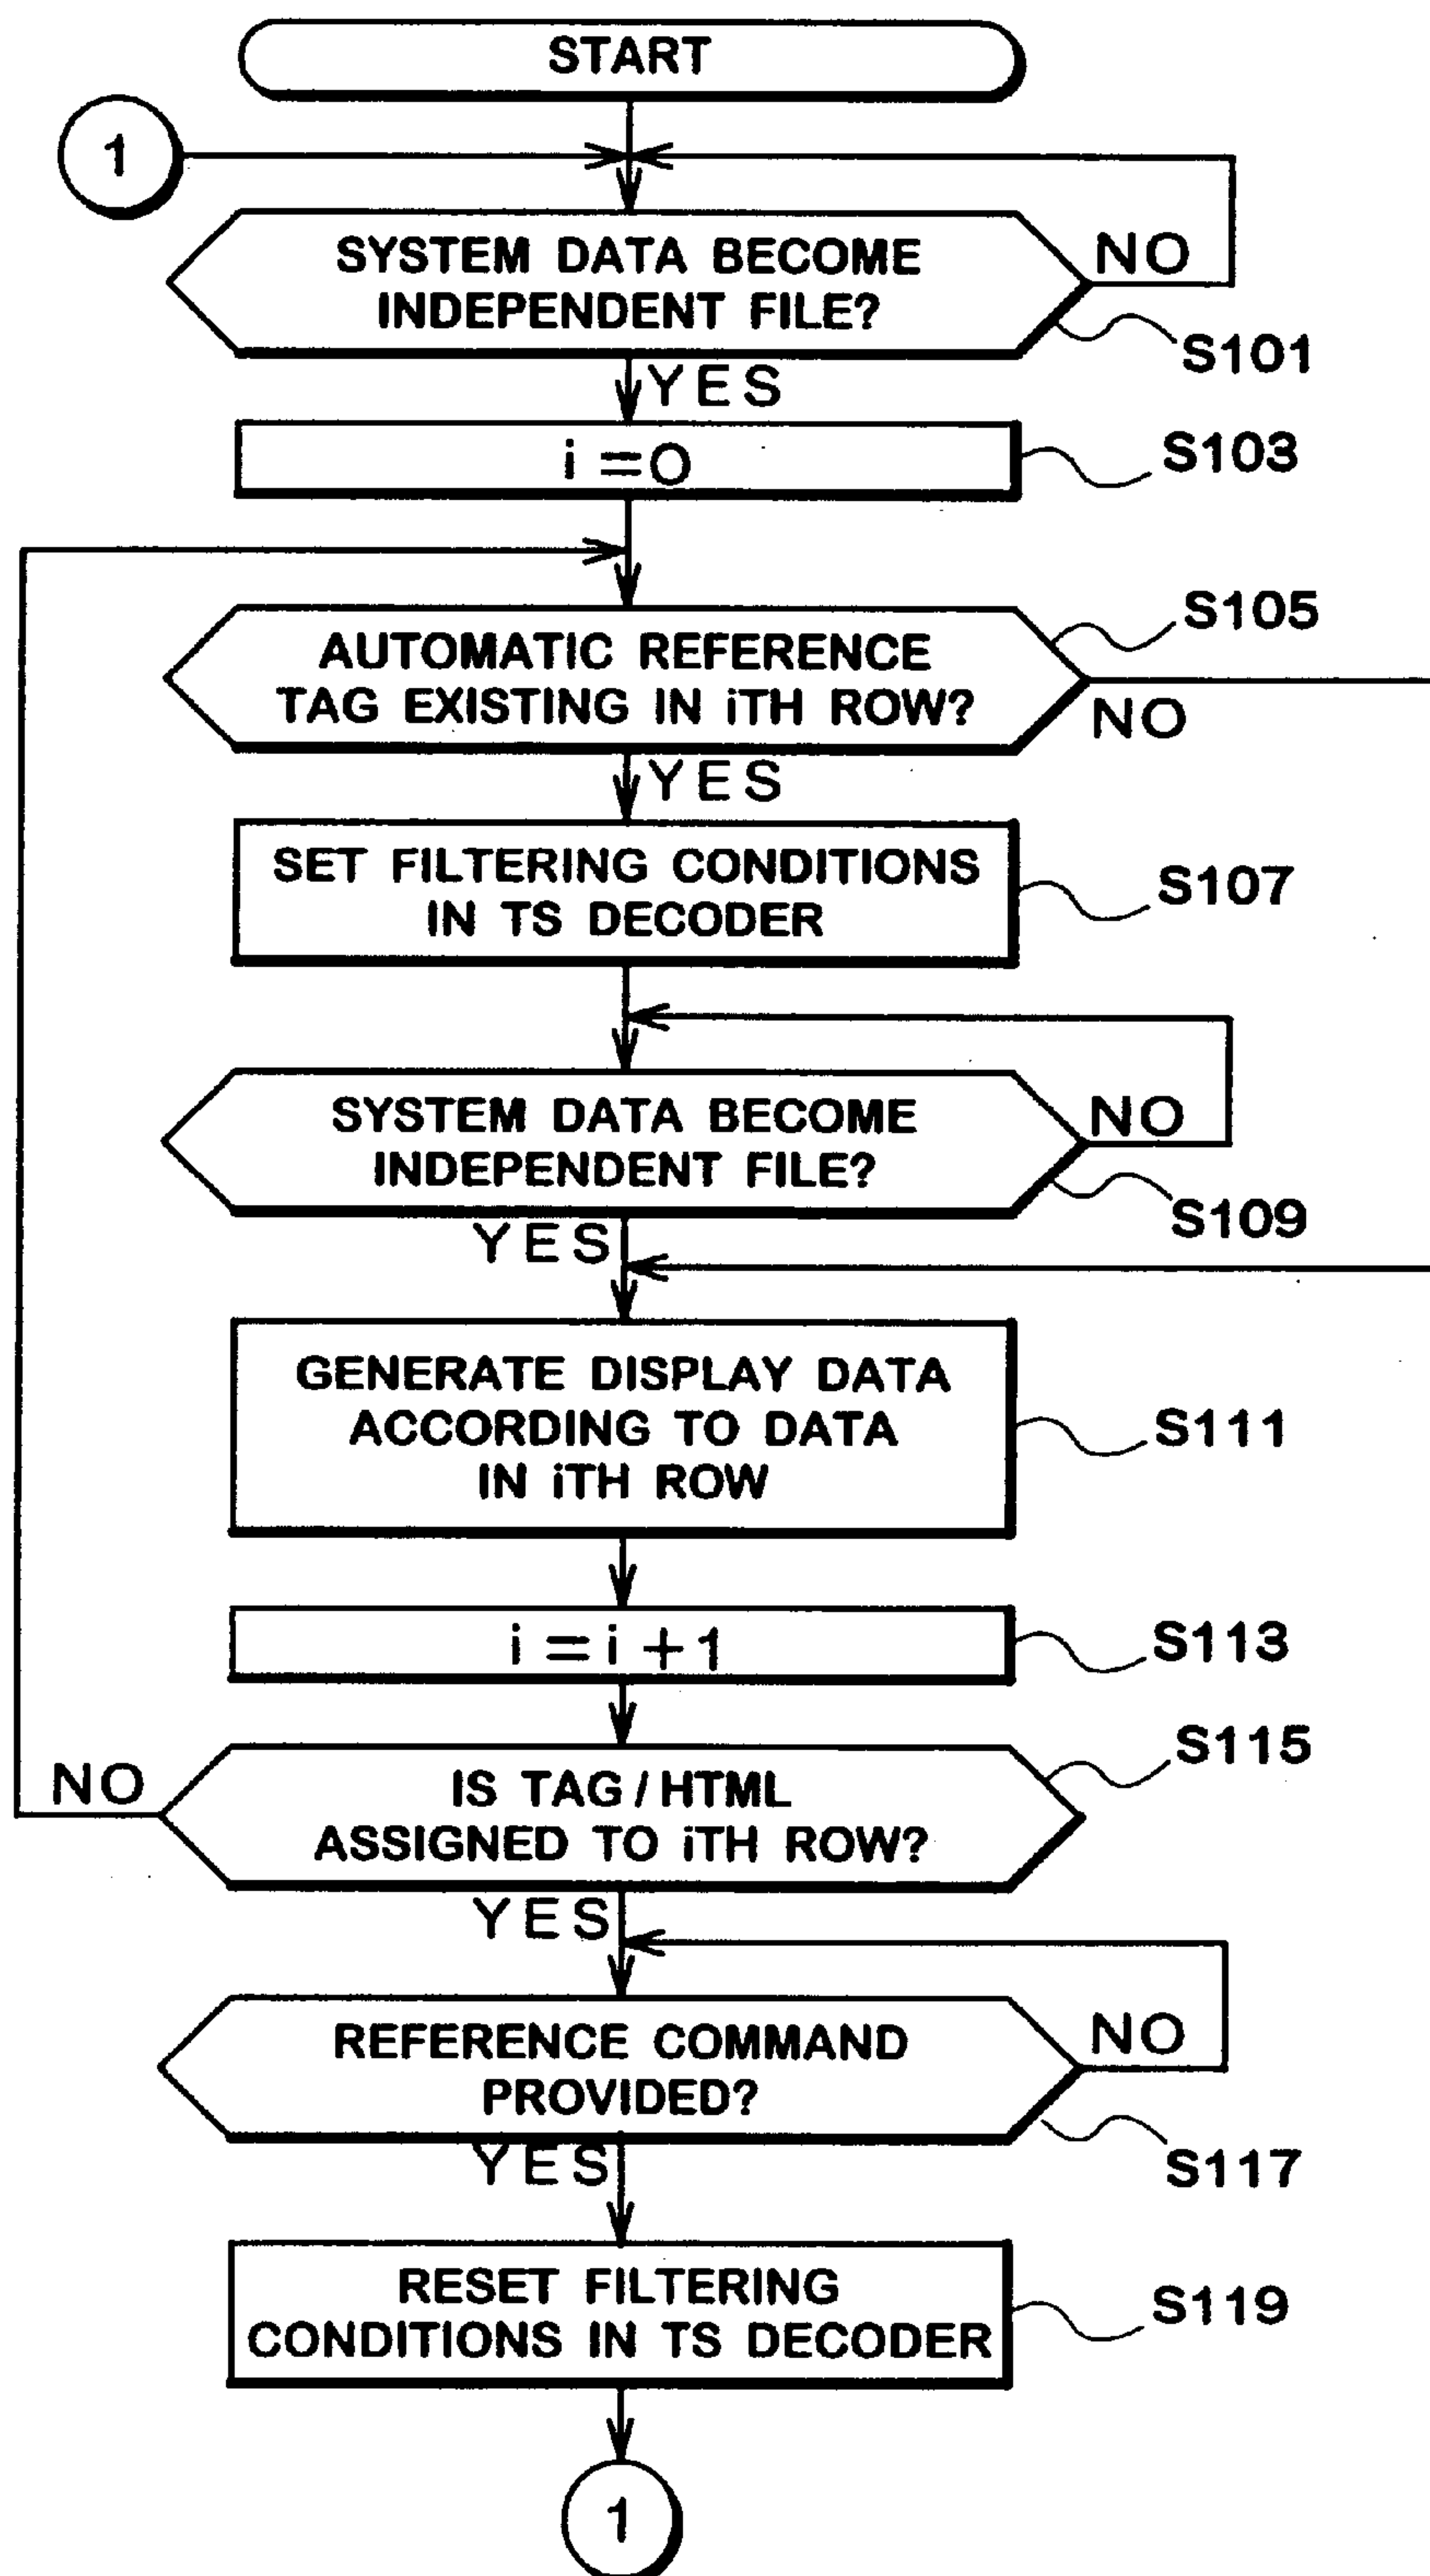 START
1
SYSTEM DATA BECOME
INDEPENDENT FILE?
NO
S101
YES
i=0
S103
AUTOMATIC REFERENCE
TAG EXISTING IN iTH ROW?
S105
NO
YES
SET FILTERING CONDITIONS
IN TS DECODER
S107
SYSTEM DATA BECOME
INDEPENDENT FILE?
NO
S109
YES
GENERATE DISPLAY DATA
ACCORDING TO DATA
IN iTH ROW
S111
i=i+1
S113
S115
NO
IS TAG/HTML
ASSIGNED TO iTH ROW?
YES
REFERENCE COMMAND
PROVIDED?
NO
S117
YES
RESET FILTERING
CONDITIONS IN TS DECODER
S119
1